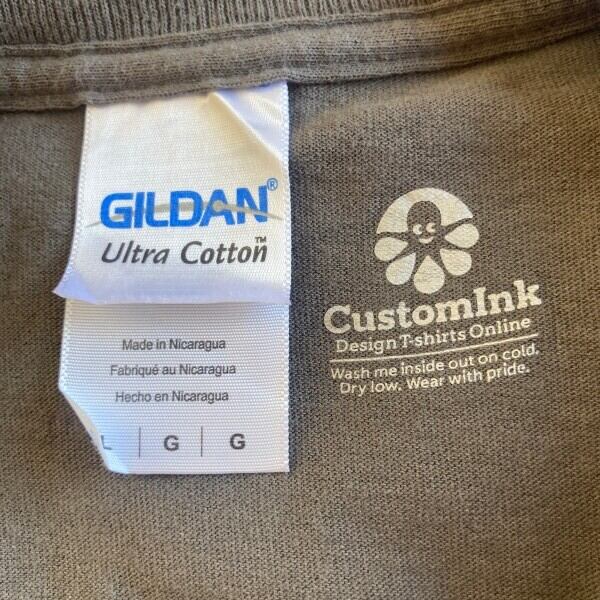 GILDAN®
Ultra Cotton™
Made in Nicaragua
Fabriqué au Nicaragua
Hecho en Nicaragua
L | G | G
CustomInk
Design T-shirts Online
Wash me inside out on cold.
Dry low. Wear with pride.